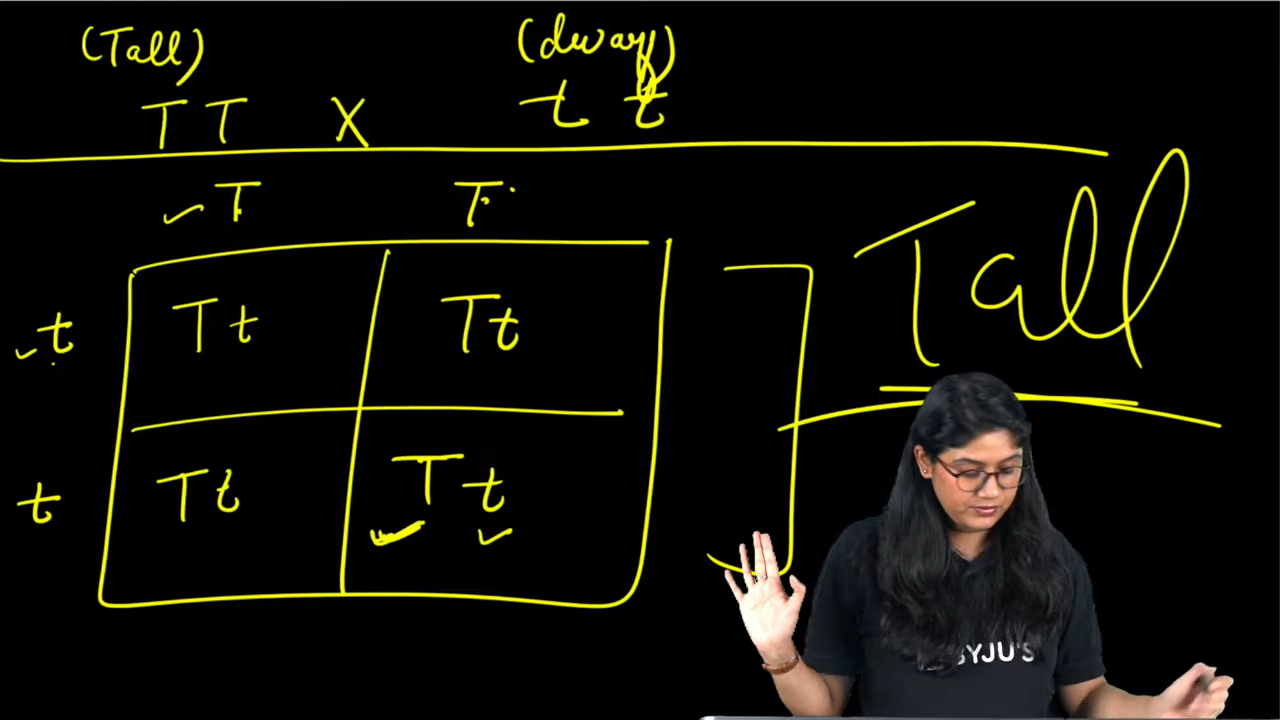 (Tall) (dwarf)
TT X tt
T T
t Tt Tt
Tall
t Tt Tt
BYJU'S